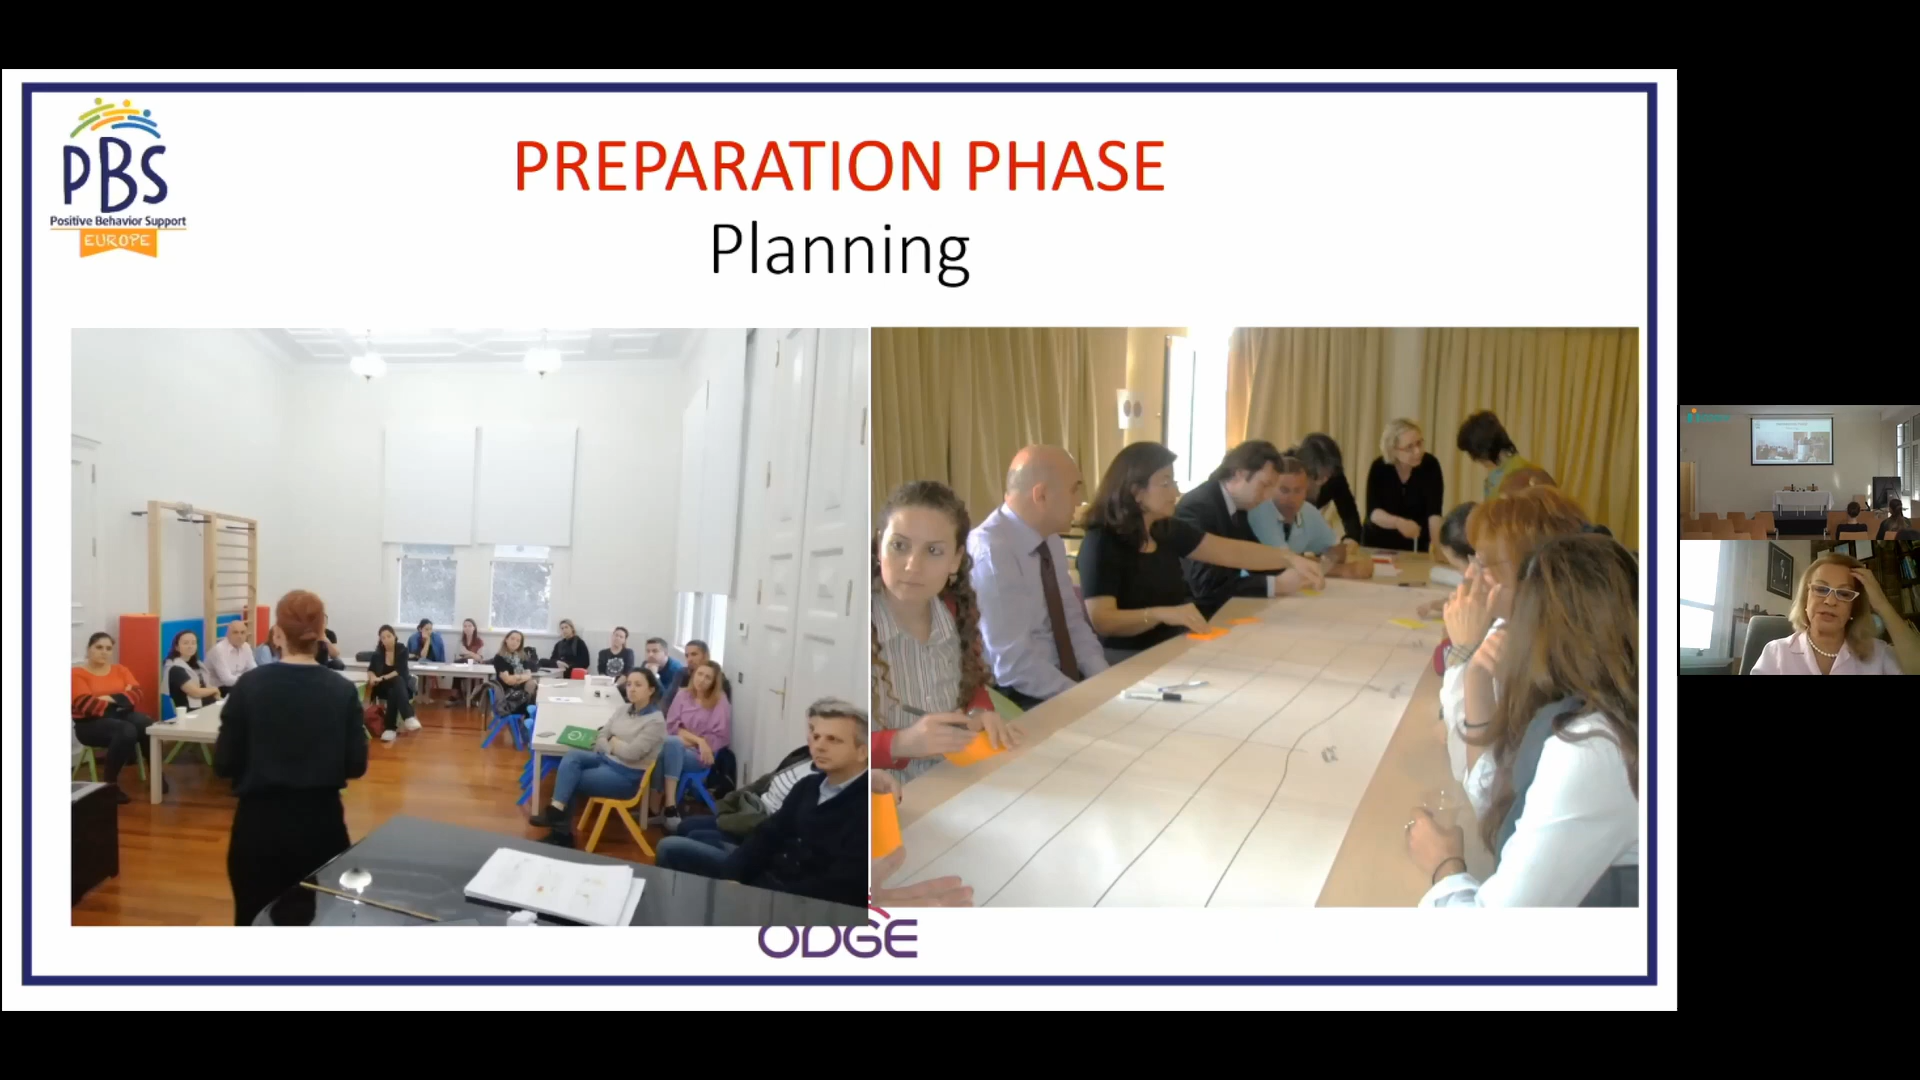 PBS
Positive Behavior Support
EUROPE
PREPARATION PHASE
Planning
ODGE